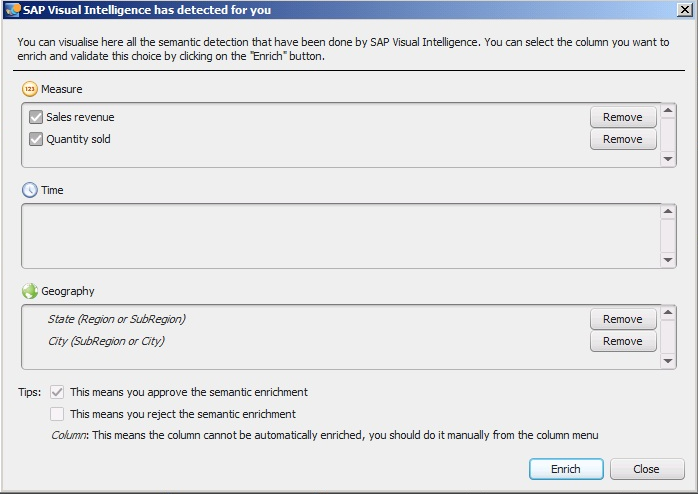 SAP Visual Intelligence has detected for you
You can visualise here all the semantic detection that have been done by SAP Visual Intelligence. You can select the column you want to
enrich and validate this choice by clicking on the "Enrich" button.
123 Measure
Sales revenue Remove
Quantity sold Remove
Time
Geography
State (Region or SubRegion) Remove
City (SubRegion or City) Remove
Tips: This means you approve the semantic enrichment
This means you reject the semantic enrichment
Column: This means the column cannot be automatically enriched, you should do it manually from the column menu
Enrich Close